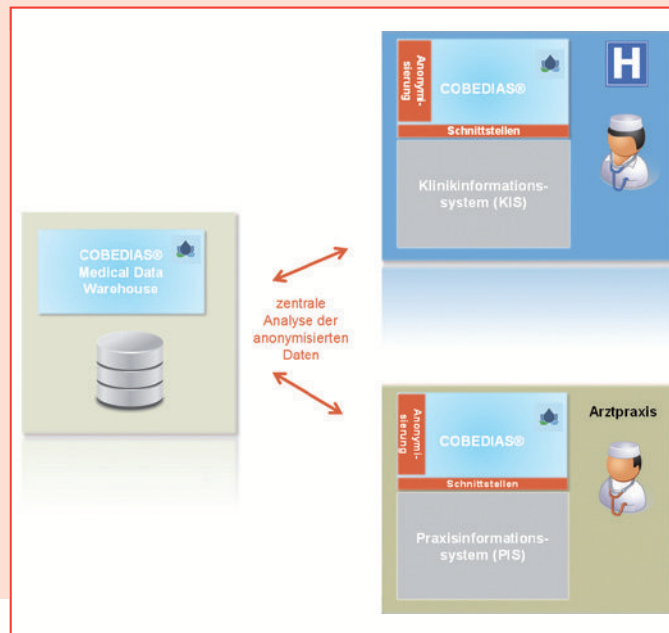 Anonymi-
sierung
COBEDIAS®
H
Schnittstellen
Klinikinformations-
system (KIS)
COBEDIAS®
Medical Data
Warehouse
zentrale
Analyse der
anonymisierten
Daten
Anonymi-
sierung
COBEDIAS®
Arztpraxis
Schnittstellen
Praxisinformations-
system (PIS)